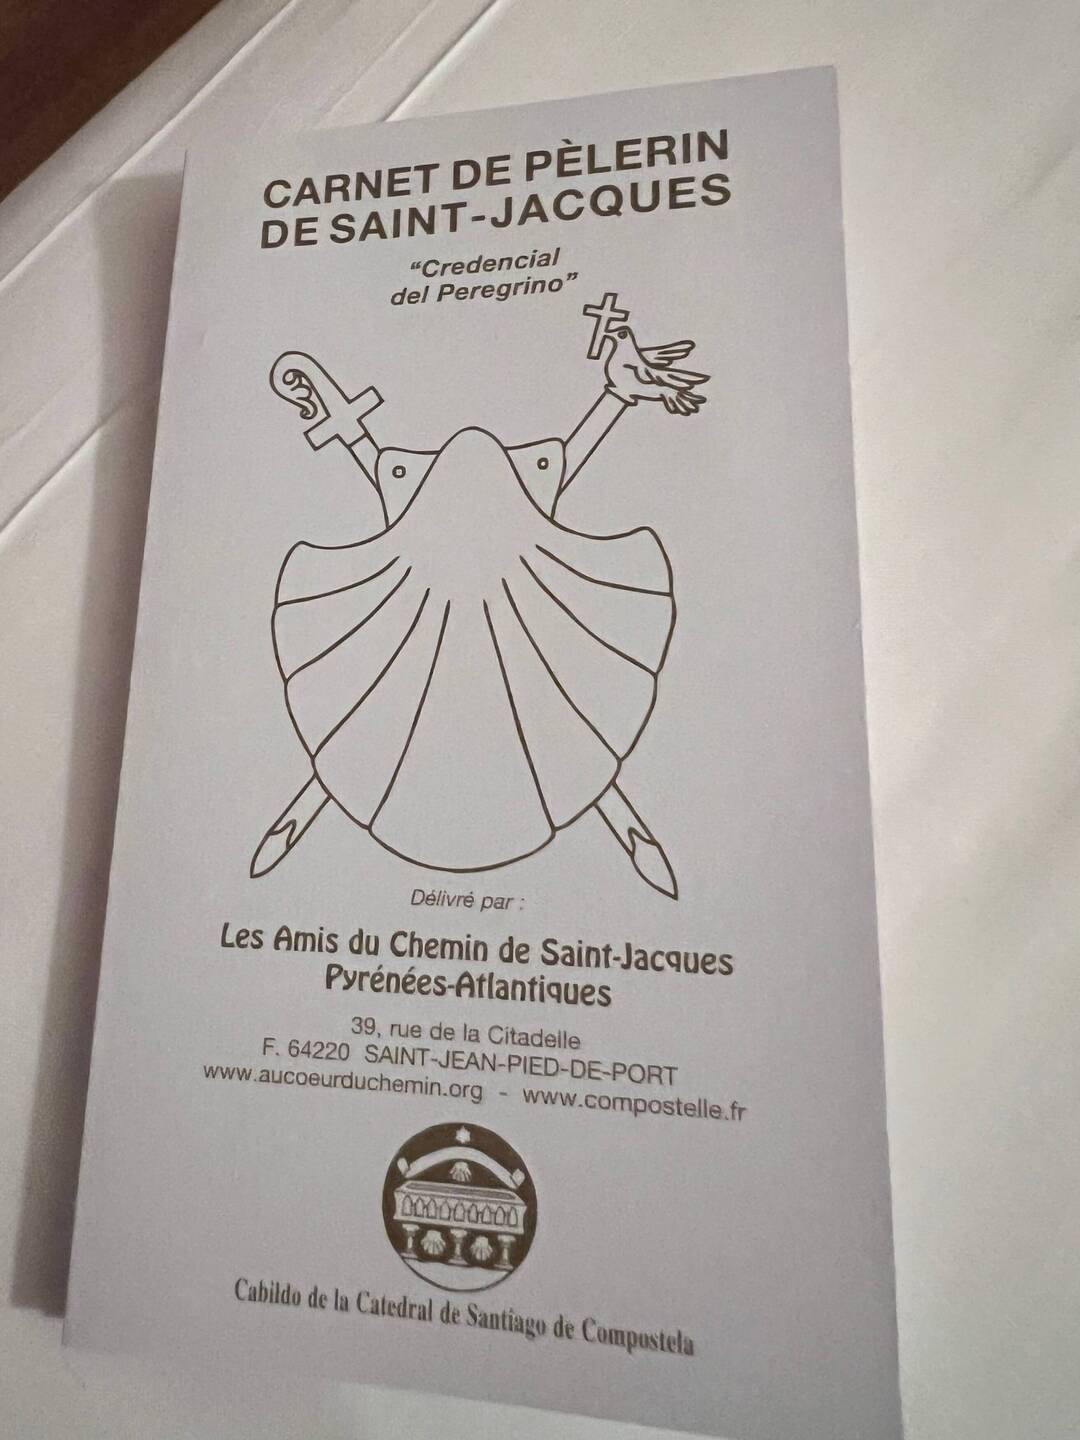 CARNET DE PÈLERIN
DE SAINT-JACQUES
“Credencial
del Peregrino”
Délivré par :
Les Amis du Chemin de Saint-Jacques
Pyrénées-Atlantiques
39, rue de la Citadelle
F. 64220 SAINT-JEAN-PIED-DE-PORT
www.aucoeurduchemin.org - www.compostelle.fr
Cabildo de la Catedral de Santiago de Compostela